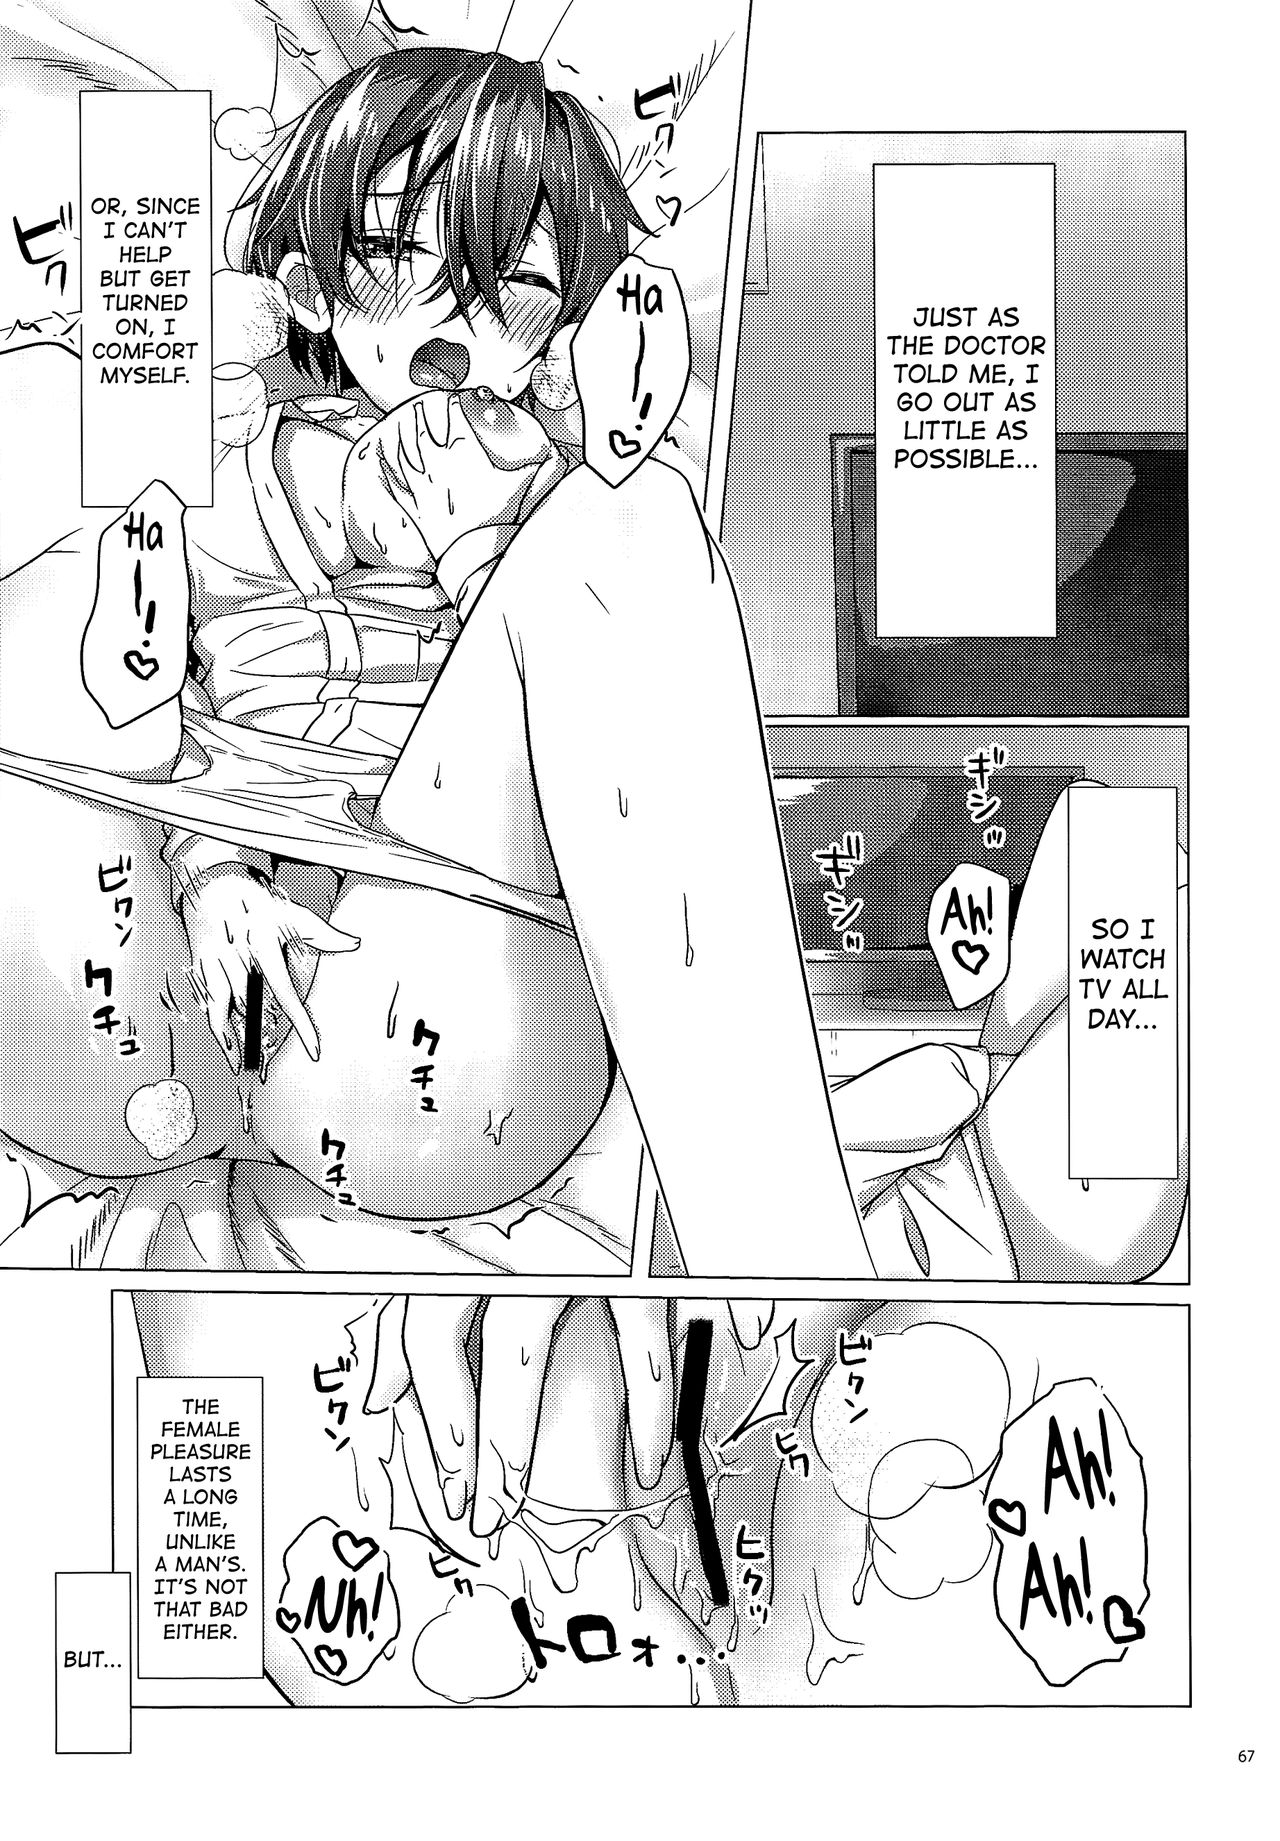 JUST AS
THE DOCTOR
TOLD ME, I
GO OUT AS
LITTLE AS
POSSIBLE...
ギシ"
ギシ"
Ah!
SO I
WATCH
TV ALL
DAY...
ビク"
Ha
ー!
OR, SINCE
I CAN'T
HELP
BUT GET
TURNED
ON, I
COMFORT
MYSELF.
ビク
Ha
ー!
ビクン
クチュ
クチュ
クチュ
Ah!
Ah!
ビクン
ビク
ビクッ
ビクン
ビク
トロォ...
Nh!
THE
FEMALE
PLEASURE
LASTS
A LONG
TIME,
UNLIKE
A MAN'S.
IT'S NOT
THAT BAD
EITHER.
BUT...
67